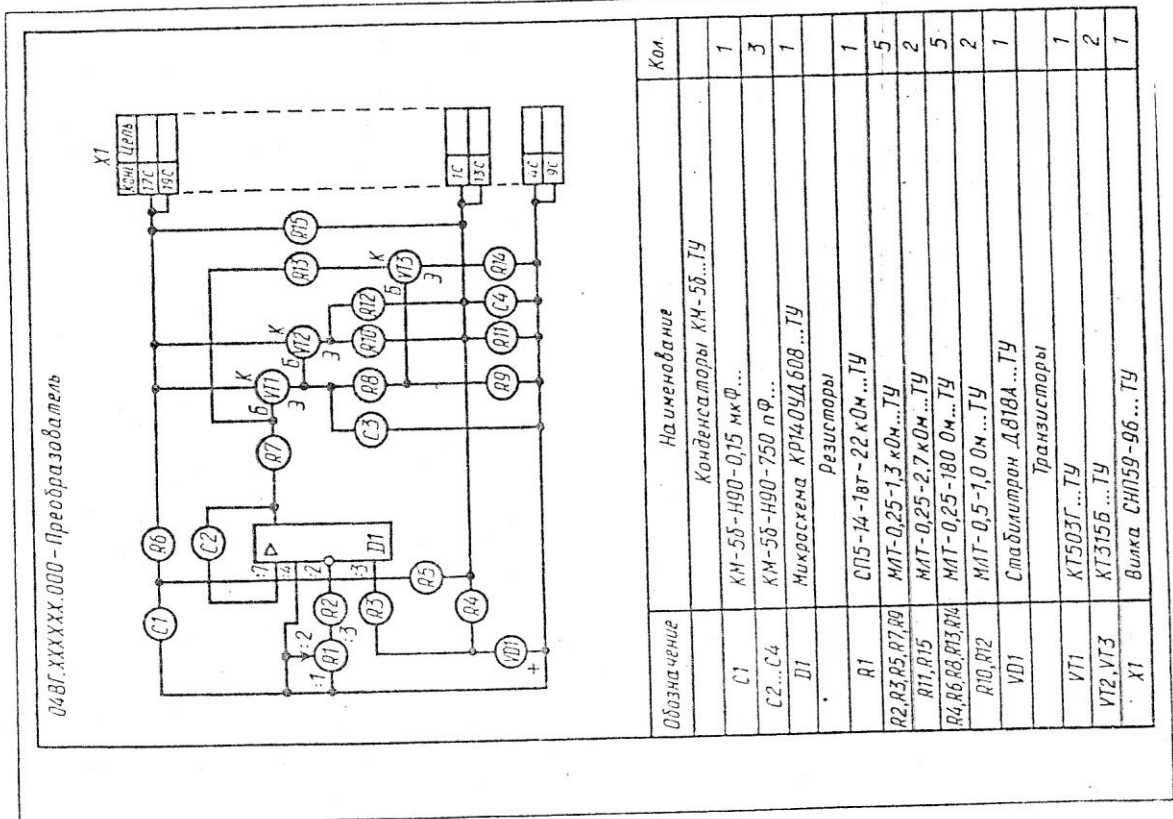 04ВГ.XXXXXX.000 - Преобразователь
X1
Конт Цепь
17С
19С
1С
13С
4С
9С
C1
R6
C2
R7
R15
R13
К
VT1
Б
Э
К
VT2
Б
Э
К
VT3
Б
Э
:7
:4
:2
:3
D1
R1
:1
:2
:3
R2
R3
R5
R4
C3
R8
R10
R12
R9
R11
C4
R14
VD1
+
Обозначение Наименование Кол.
Конденсаторы КМ-5б...ТУ
C1 КМ-5б-Н90-0,15 мкФ... 1
C2...C4 КМ-5б-Н90-750 пФ... 3
D1 Микросхема КР140УД608...ТУ 1
Резисторы
R1 СП5-14-1вт-22 кОм...ТУ 1
R2,R3,R5,R7,R9 МЛТ-0,25-1,3 кОм...ТУ 5
R11,R15 МЛТ-0,25-2,7 кОм...ТУ 2
R4,R6,R8,R13,R14 МЛТ-0,25-180 Ом...ТУ 5
R10,R12 МЛТ-0,5-1,0 Ом...ТУ 2
VD1 Стабилитрон Д818А...ТУ 1
Транзисторы
VT1 КТ503Г...ТУ 1
VT2,VT3 КТ315Б...ТУ 2
X1 Вилка СНП59-96...ТУ 1